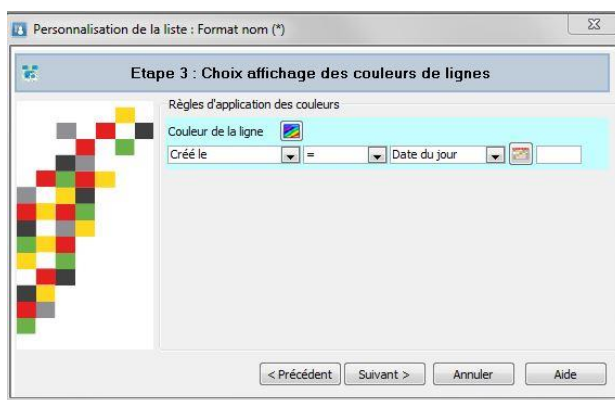 Personnalisation de la liste : Format nom (*)
Etape 3 : Choix affichage des couleurs de lignes
Règles d'application des couleurs
Couleur de la ligne
Créé le = Date du jour
< Précédent Suivant > Annuler Aide